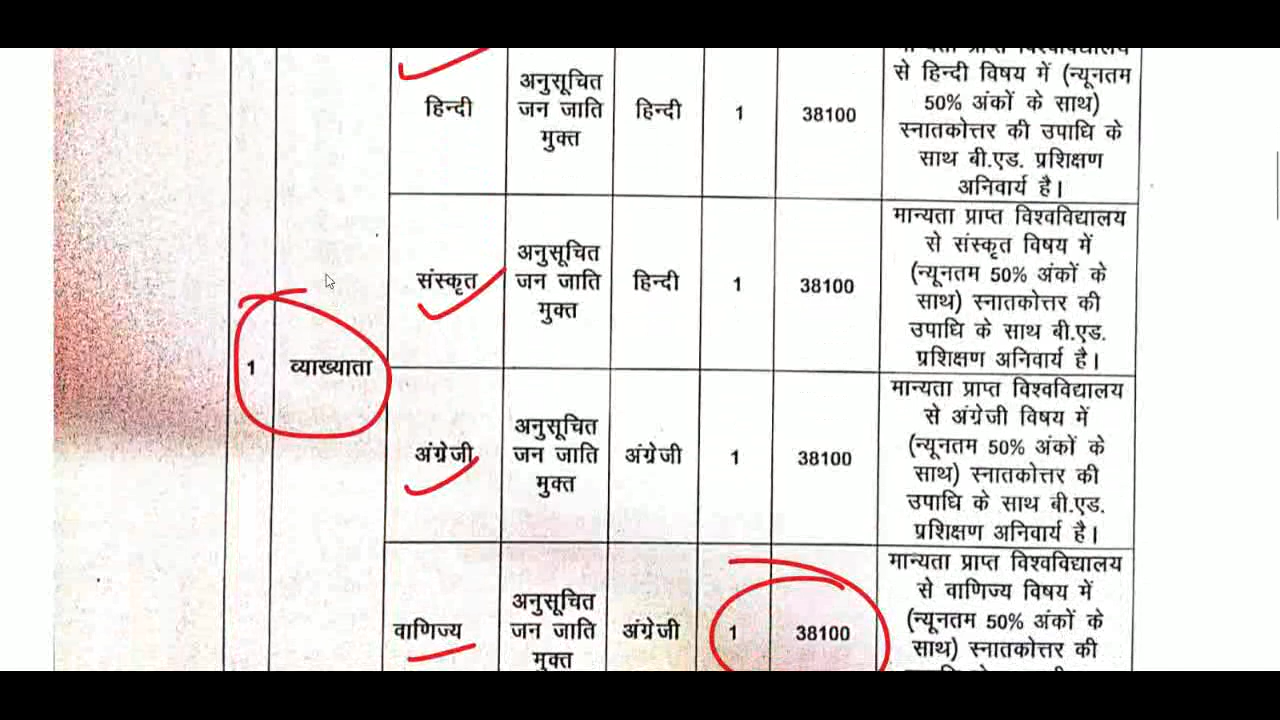 मान्यता प्राप्त विश्वविद्यालय
से हिन्दी विषय में (न्यूनतम
50% अंकों के साथ)
स्नातकोत्तर की उपाधि के
साथ बी.एड. प्रशिक्षण
अनिवार्य है।
हिन्दी
अनुसूचित
जन जाति
मुक्त
हिन्दी
1
38100
संस्कृत
अनुसूचित
जन जाति
मुक्त
हिन्दी
1
38100
मान्यता प्राप्त विश्वविद्यालय
से संस्कृत विषय में
(न्यूनतम 50% अंकों के
साथ) स्नातकोत्तर की
उपाधि के साथ बी.एड.
प्रशिक्षण अनिवार्य है।
1
व्याख्याता
अंग्रेजी
अनुसूचित
जन जाति
मुक्त
अंग्रेजी
1
38100
मान्यता प्राप्त विश्वविद्यालय
से अंग्रेजी विषय में
(न्यूनतम 50% अंकों के
साथ) स्नातकोत्तर की
उपाधि के साथ बी.एड.
प्रशिक्षण अनिवार्य है।
वाणिज्य
अनुसूचित
जन जाति
मुक्त
अंग्रेजी
1
38100
मान्यता प्राप्त विश्वविद्यालय
से वाणिज्य विषय में
(न्यूनतम 50% अंकों के
साथ) स्नातकोत्तर की